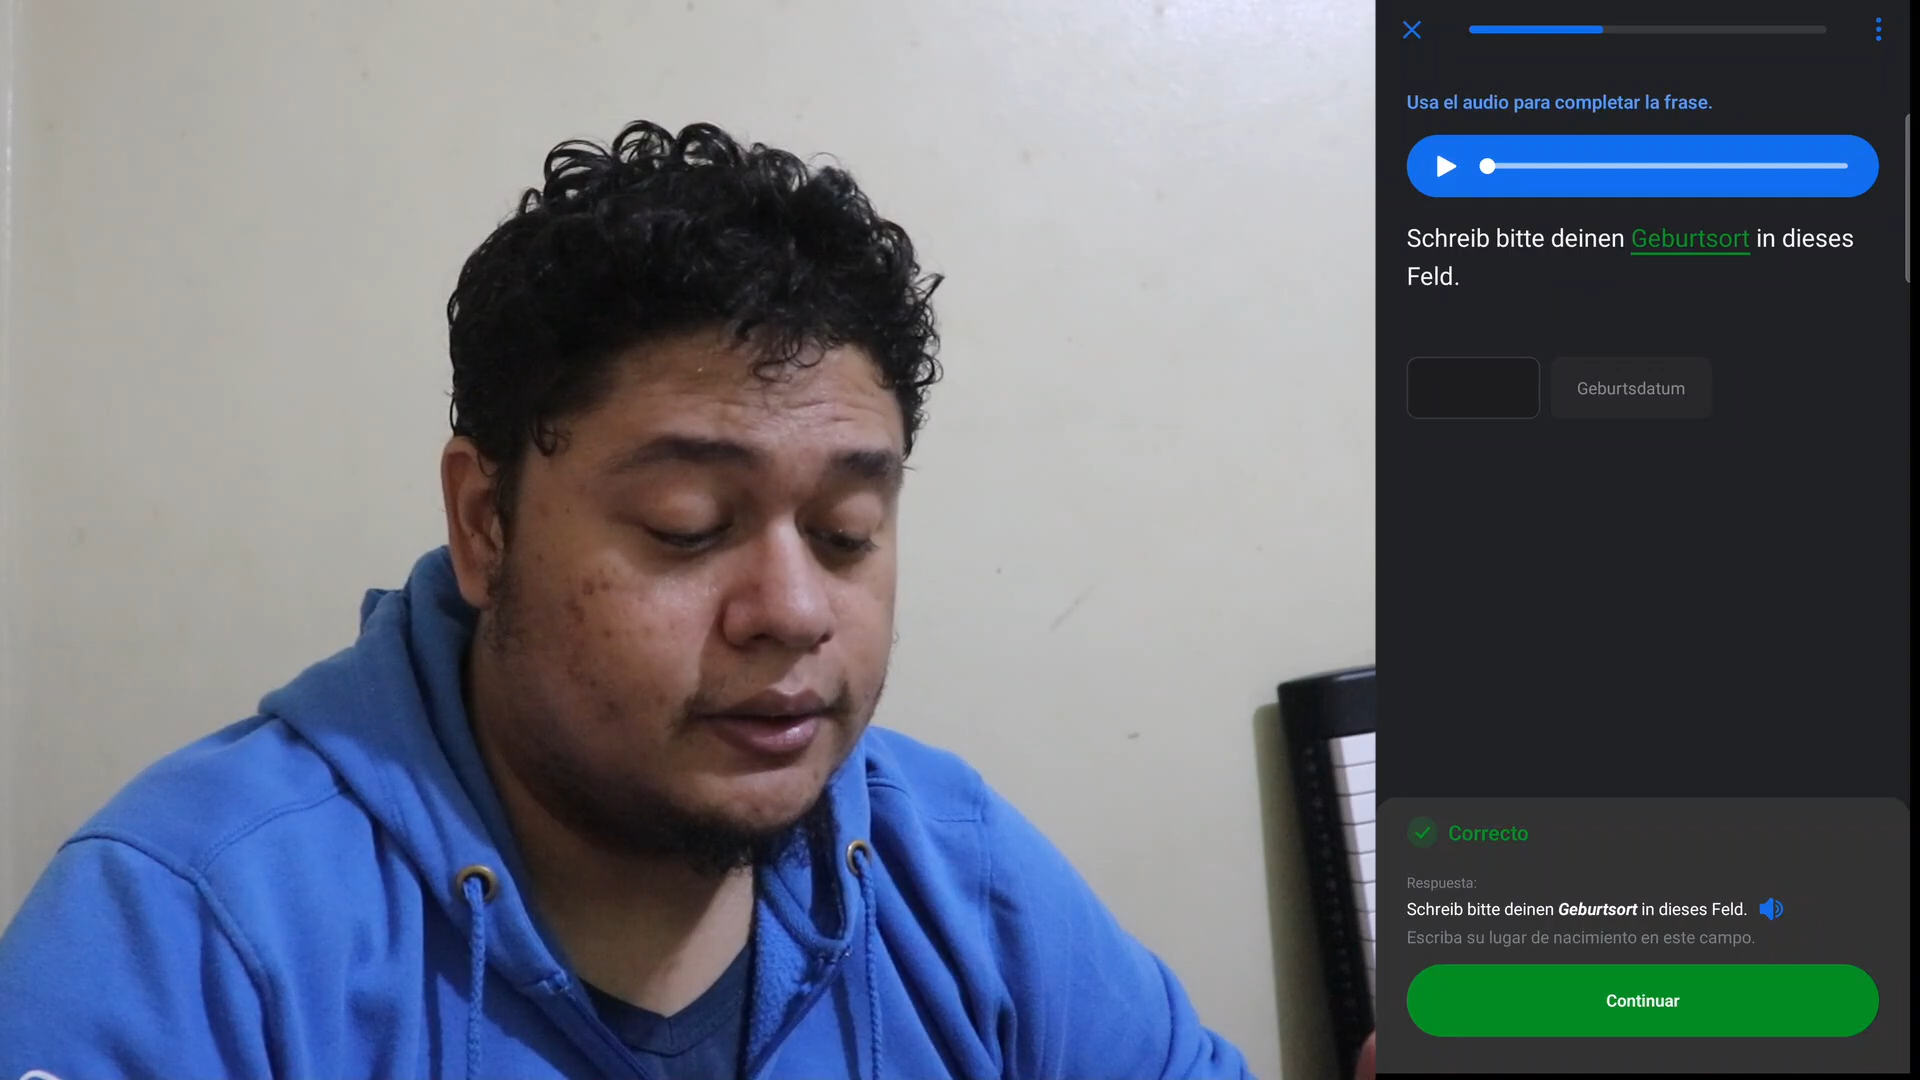 Usa el audio para completar la frase.
Schreib bitte deinen Geburtsort in dieses
Feld.
Geburtsdatum
Correcto
Respuesta:
Schreib bitte deinen Geburtsort in dieses Feld.
Escriba su lugar de nacimiento en este campo.
Continuar